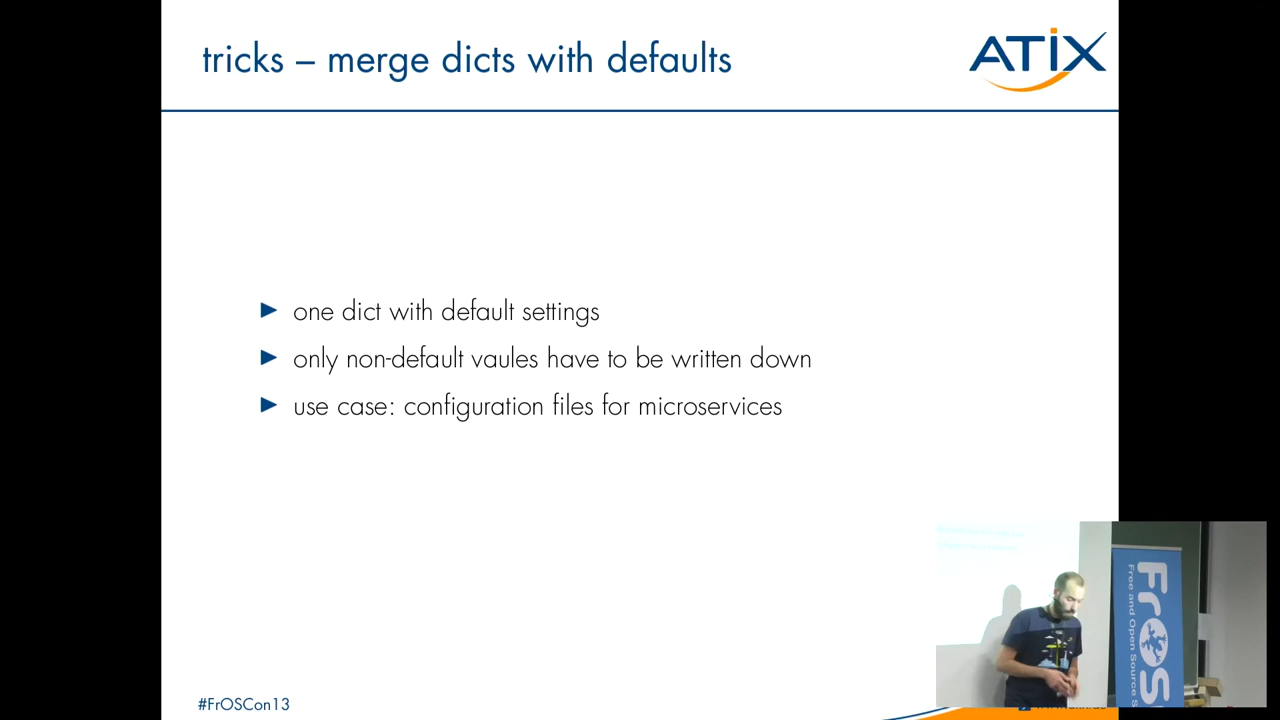 tricks – merge dicts with defaults
ATIX
one dict with default settings
only non-default vaules have to be written down
use case: configuration files for microservices
FrOSC
Free and Open Source S
#FrOSCon13